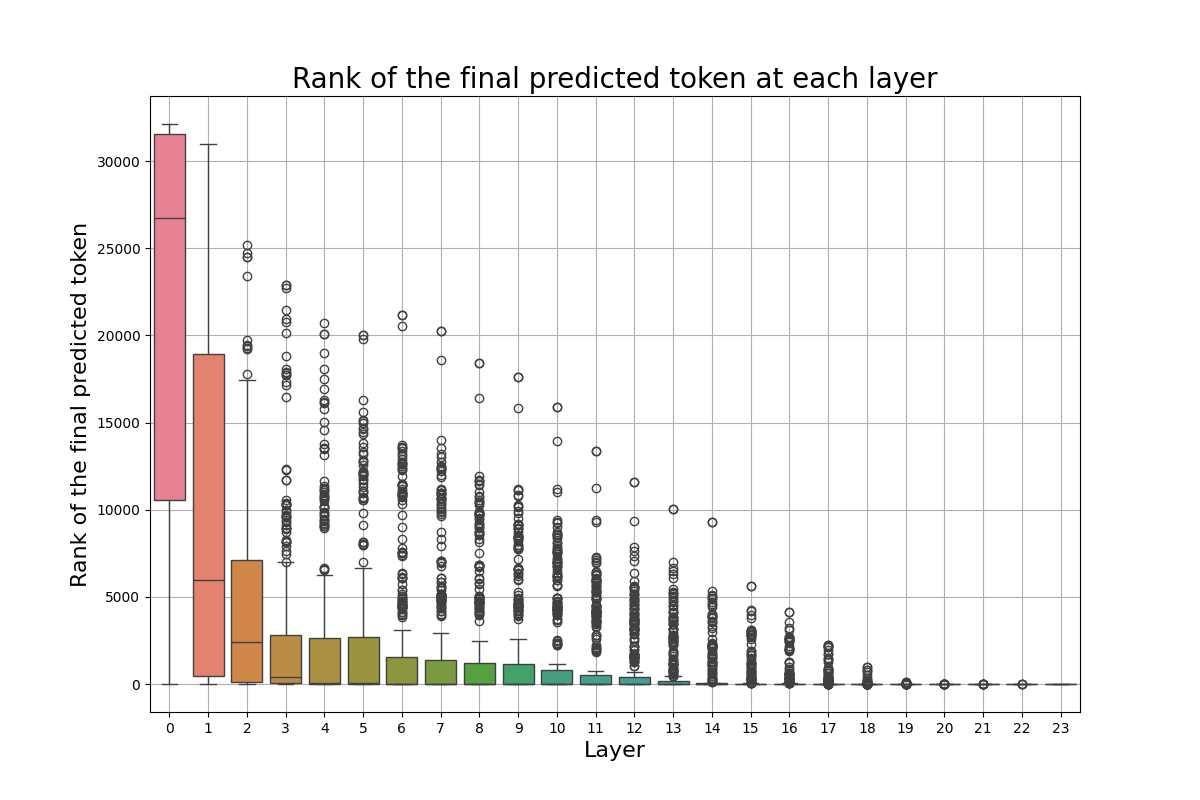 Rank of the final predicted token at each layer
Rank of the final predicted token
30000
25000
20000
15000
10000
5000
0
0 1 2 3 4 5 6 7 8 9 10 11 12 13 14 15 16 17 18 19 20 21 22 23
Layer